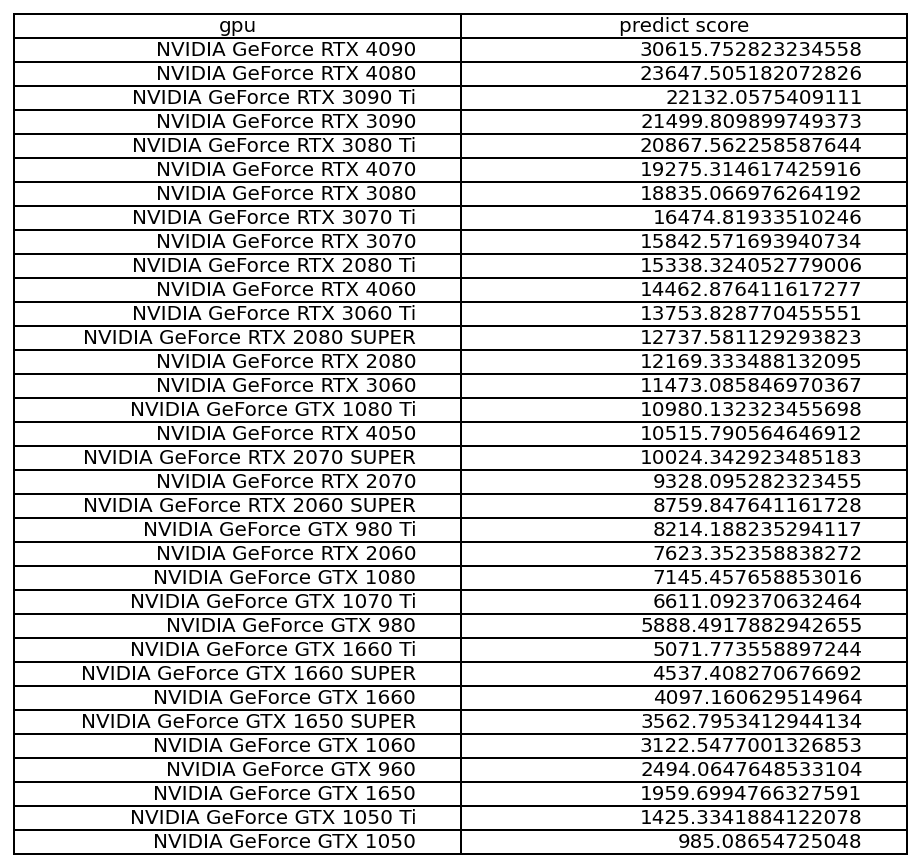 gpu predict score
NVIDIA GeForce RTX 4090 30615.752823234558
NVIDIA GeForce RTX 4080 23647.505182072826
NVIDIA GeForce RTX 3090 Ti 22132.0575409111
NVIDIA GeForce RTX 3090 21499.809899749373
NVIDIA GeForce RTX 3080 Ti 20867.562258587644
NVIDIA GeForce RTX 4070 19275.314617425916
NVIDIA GeForce RTX 3080 18835.066976264192
NVIDIA GeForce RTX 3070 Ti 16474.81933510246
NVIDIA GeForce RTX 3070 15842.571693940734
NVIDIA GeForce RTX 2080 Ti 15338.324052779006
NVIDIA GeForce RTX 4060 14462.876411617277
NVIDIA GeForce RTX 3060 Ti 13753.828770455551
NVIDIA GeForce RTX 2080 SUPER 12737.581129293823
NVIDIA GeForce RTX 2080 12169.333488132095
NVIDIA GeForce RTX 3060 11473.085846970367
NVIDIA GeForce GTX 1080 Ti 10980.132323455698
NVIDIA GeForce RTX 4050 10515.790564646912
NVIDIA GeForce RTX 2070 SUPER 10024.342923485183
NVIDIA GeForce RTX 2070 9328.095282323455
NVIDIA GeForce RTX 2060 SUPER 8759.847641161728
NVIDIA GeForce GTX 980 Ti 8214.188235294117
NVIDIA GeForce RTX 2060 7623.352358838272
NVIDIA GeForce GTX 1080 7145.457658853016
NVIDIA GeForce GTX 1070 Ti 6611.092370632464
NVIDIA GeForce GTX 980 5888.4917882942655
NVIDIA GeForce GTX 1660 Ti 5071.773558897244
NVIDIA GeForce GTX 1660 SUPER 4537.408270676692
NVIDIA GeForce GTX 1660 4097.160629514964
NVIDIA GeForce GTX 1650 SUPER 3562.7953412944134
NVIDIA GeForce GTX 1060 3122.5477001326853
NVIDIA GeForce GTX 960 2494.0647648533104
NVIDIA GeForce GTX 1650 1959.6994766327591
NVIDIA GeForce GTX 1050 Ti 1425.3341884122078
NVIDIA GeForce GTX 1050 985.08654725048